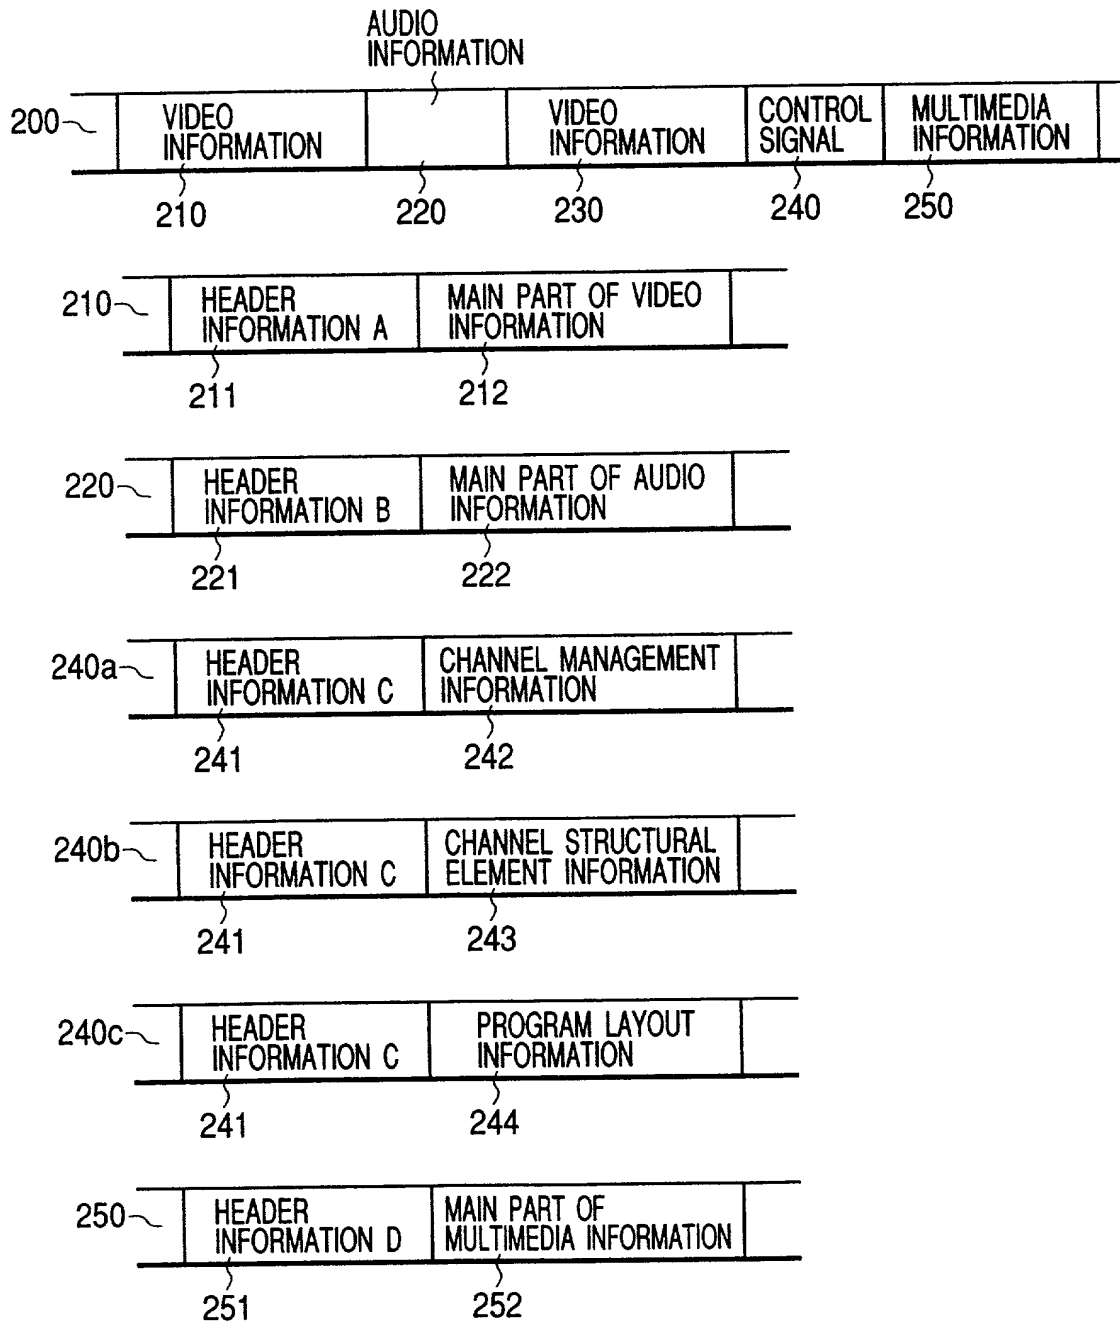 AUDIO
INFORMATION
200
VIDEO
INFORMATION
VIDEO
INFORMATION
CONTROL
SIGNAL
MULTIMEDIA
INFORMATION
210
220
230
240
250
210
HEADER
INFORMATION A
MAIN PART OF VIDEO
INFORMATION
211
212
220
HEADER
INFORMATION B
MAIN PART OF AUDIO
INFORMATION
221
222
240a
HEADER
INFORMATION C
CHANNEL MANAGEMENT
INFORMATION
241
242
240b
HEADER
INFORMATION C
CHANNEL STRUCTURAL
ELEMENT INFORMATION
241
243
240c
HEADER
INFORMATION C
PROGRAM LAYOUT
INFORMATION
241
244
250
HEADER
INFORMATION D
MAIN PART OF
MULTIMEDIA INFORMATION
251
252